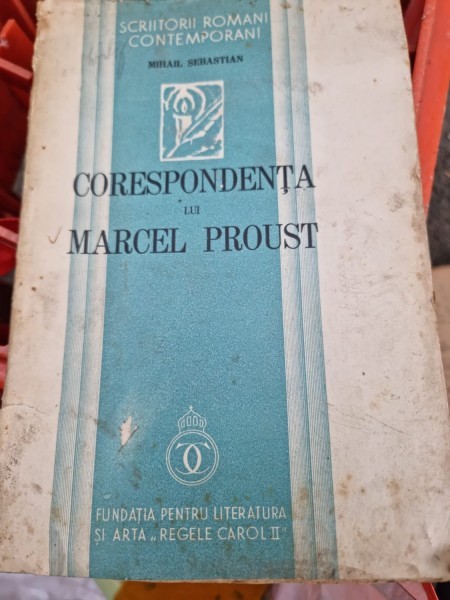 SCRIITORII ROMANI
CONTEMPORANI
MIHAIL SEBASTIAN
CORESPONDENȚA
LUI
MARCEL PROUST
FUNDAȚIA PENTRU LITERATURA
ȘI ARTA „REGELE CAROL II"